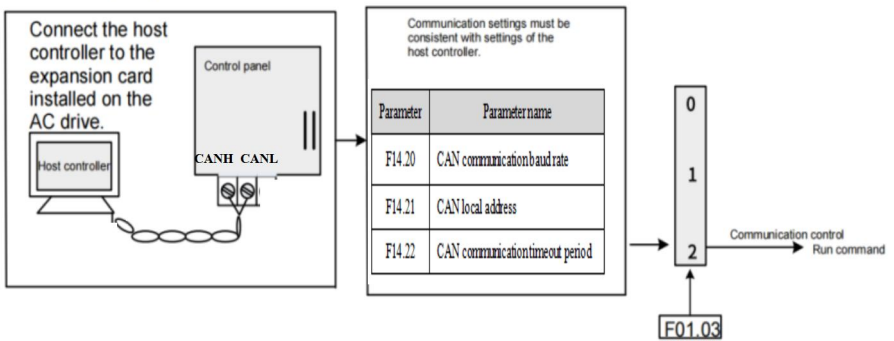 Connect the host
controller to the
expansion card
installed on the
AC drive.
Control panel
CANH CANL
Host controller
Communication settings must be
consistent with settings of the
host controller.
Parameter Parameter name
F14.20 CAN communication baud rate
F14.21 CAN local address
F14.22 CAN communication timeout period
0
1
2
Communication control
Run command
F01.03